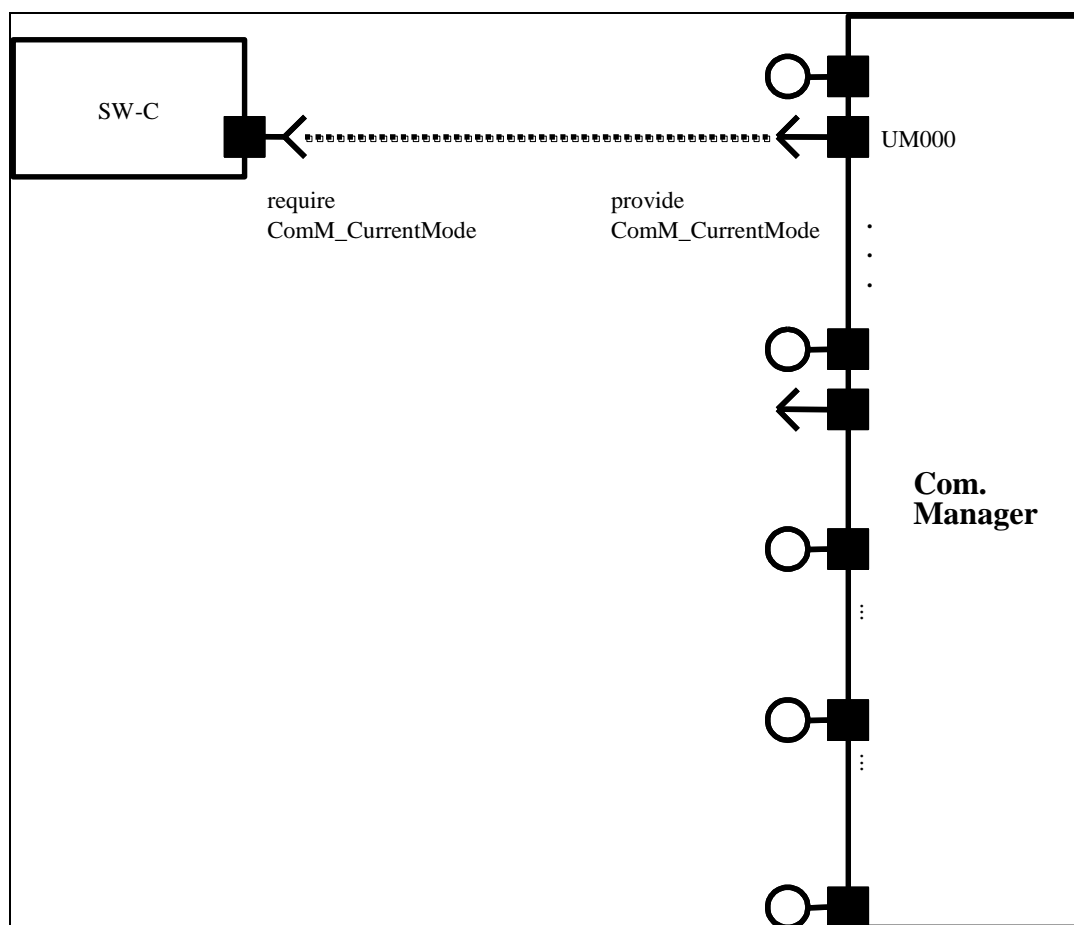 SW-C
UM000
require
ComM_CurrentMode
provide
ComM_CurrentMode
.
.
.
Com.
Manager
...
...